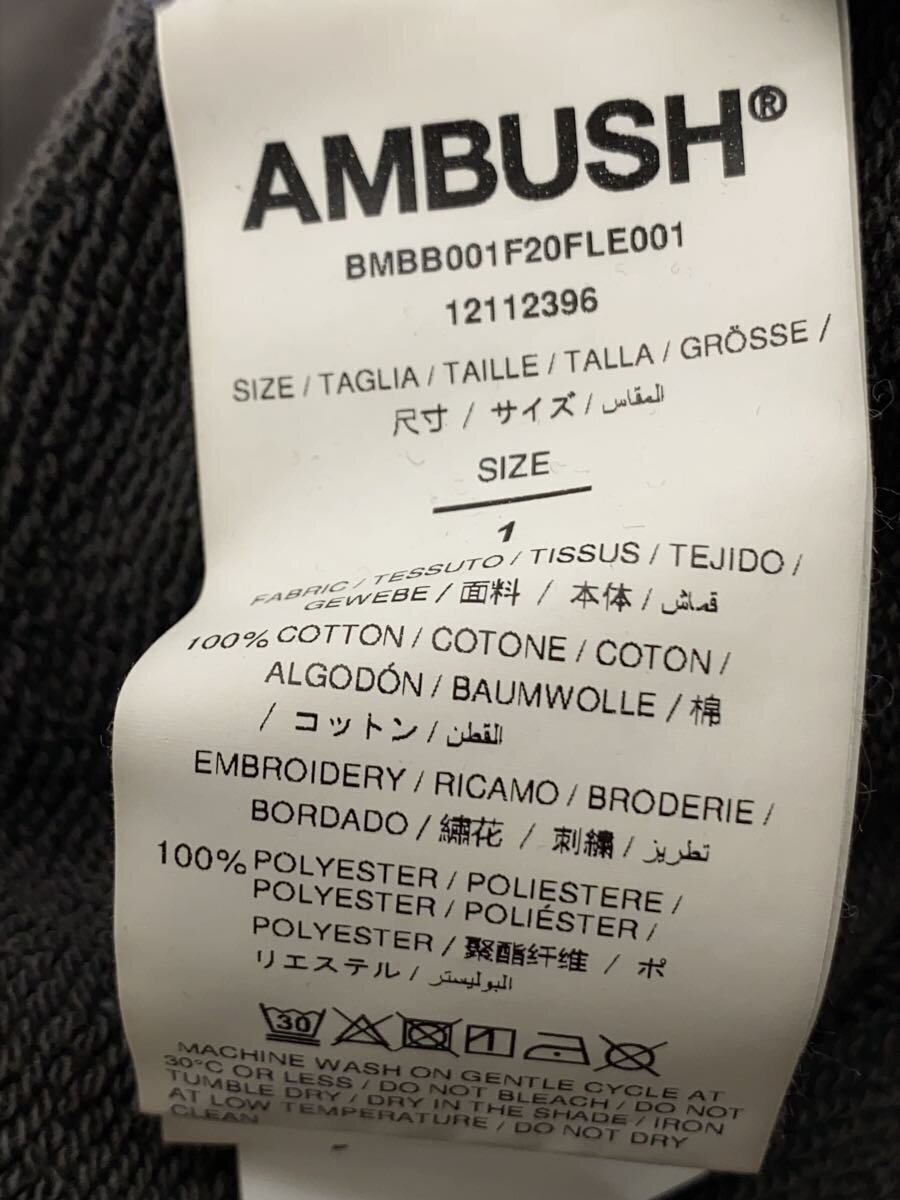 AMBUSH®
BMBB001F20FLE001
12112396
SIZE / TAGLIA / TAILLE / TALLA / GRÖSSE /
尺寸 / サイズ / المقاس
SIZE
1
FABRIC / TESSUTO / TISSUS / TEJIDO /
GEWEBE / 面料 / 本体 / قماش
100% COTTON / COTONE / COTON /
ALGODÓN / BAUMWOLLE / 棉
/ コットン / القطن
EMBROIDERY / RICAMO / BRODERIE /
BORDADO / 繡花 / 刺繍 / تطريز
100% POLYESTER / POLIESTERE /
POLYESTER / POLIÉSTER /
POLYESTER / 聚酯纤维 / ポ
リエステル / البوليستر
30
MACHINE WASH ON GENTLE CYCLE AT
30°C OR LESS / DO NOT BLEACH / DO NOT
TUMBLE DRY / DRY IN THE SHADE / IRON
AT LOW TEMPERATURE / DO NOT DRY
CLEAN